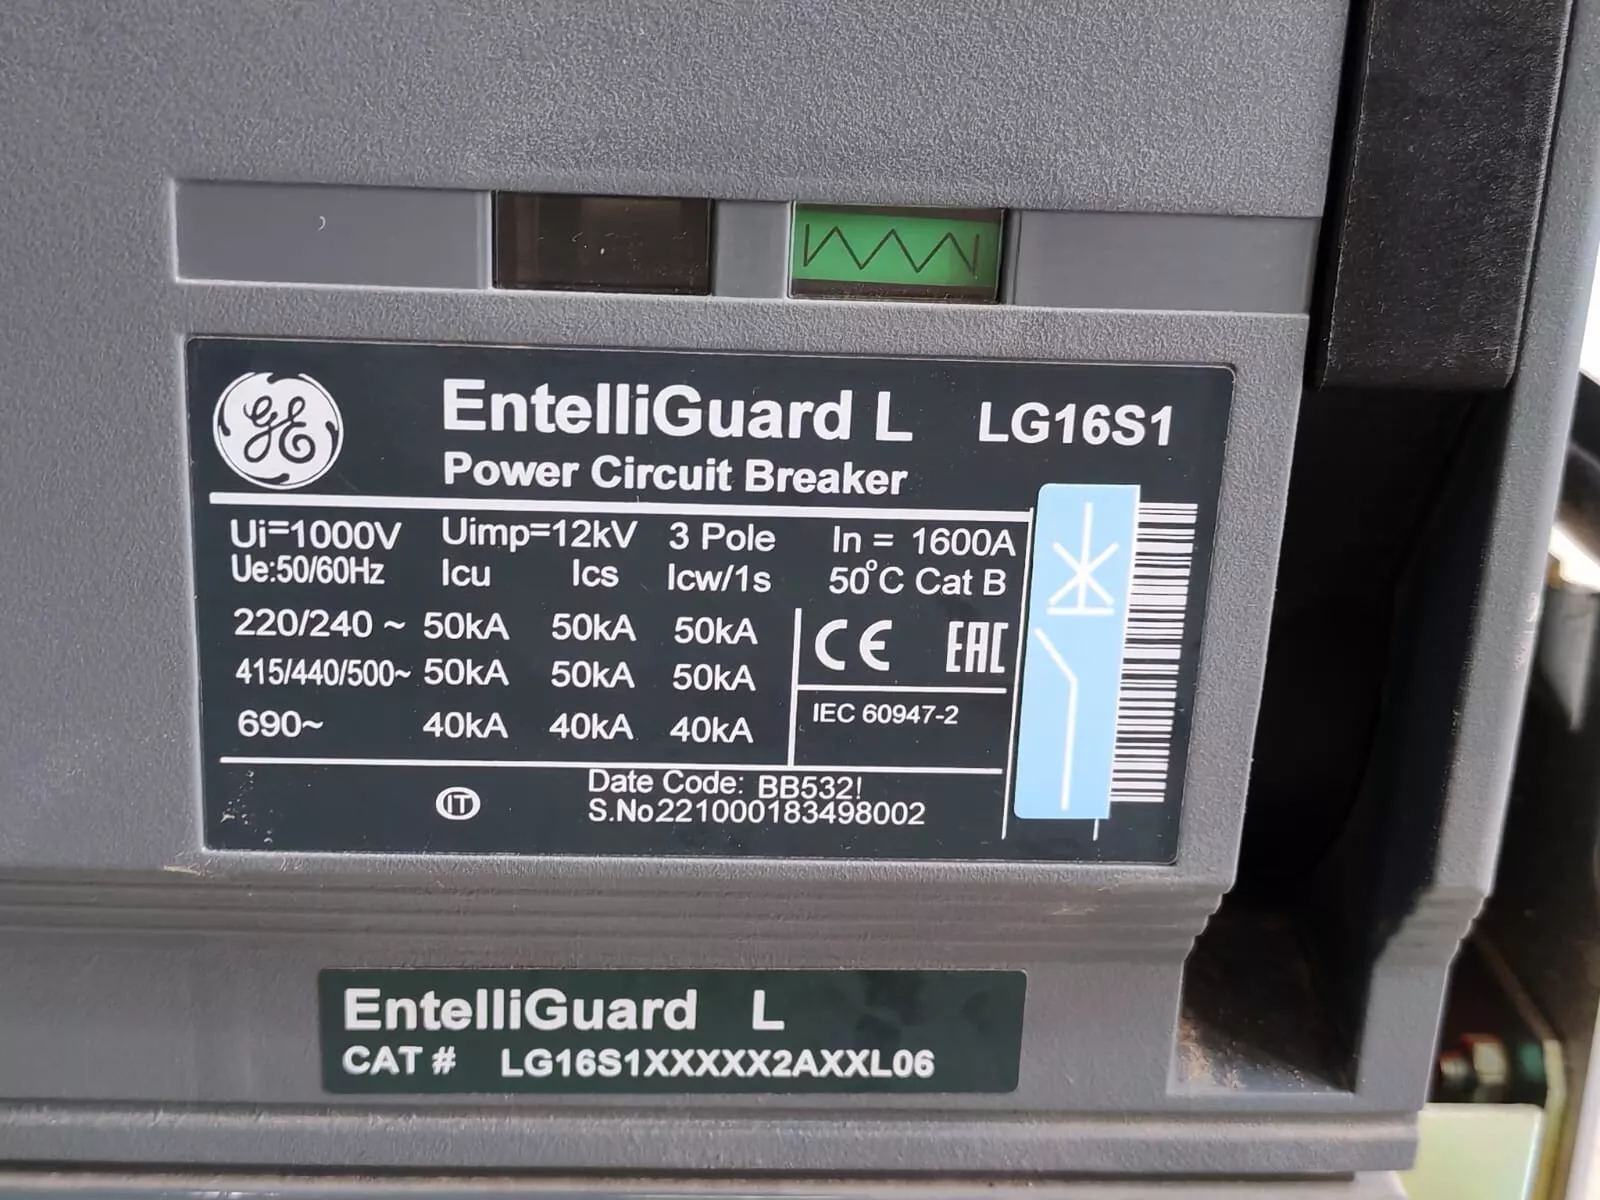 GE
EntelliGuard L LG16S1
Power Circuit Breaker
Ui=1000V Uimp=12kV 3 Pole In = 1600A
Ue:50/60Hz Icu Ics Icw/1s 50°C Cat B
220/240 ~ 50kA 50kA 50kA
415/440/500~ 50kA 50kA 50kA
690~ 40kA 40kA 40kA
CE EAC
IEC 60947-2
IT
Date Code: BB532!
S.No221000183498002
EntelliGuard L
CAT # LG16S1XXXXX2AXXL06